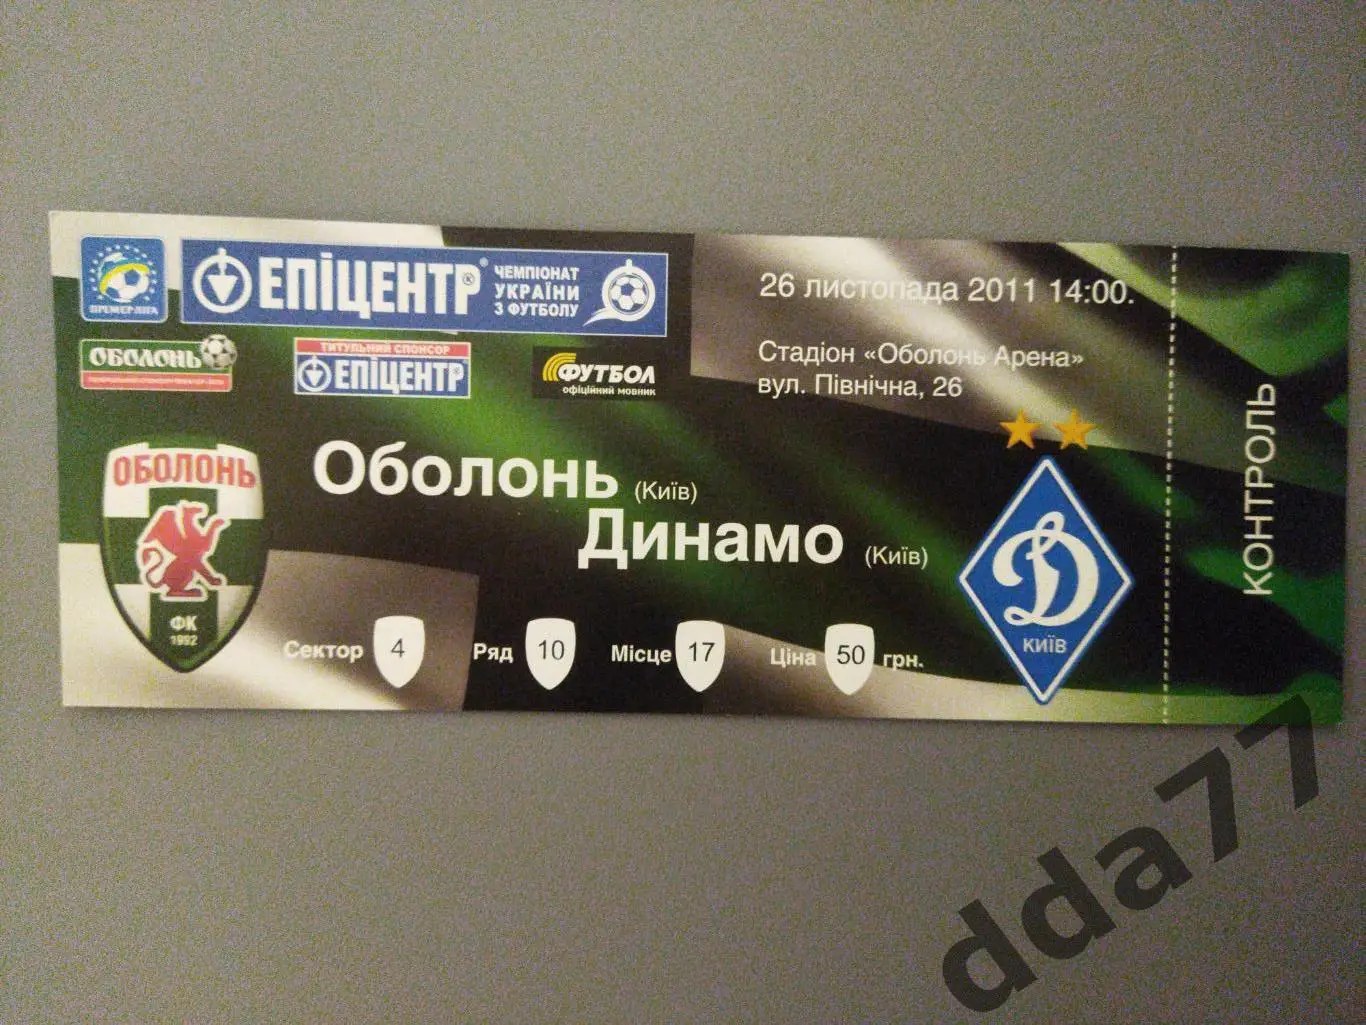 ПРЕМ'ЄР-ЛІГА
ЕПІЦЕНТР®
ЧЕМПІОНАТ
УКРАЇНИ
З ФУТБОЛУ
26 листопада 2011 14:00.
Стадіон «Оболонь Арена»
вул. Північна, 26
ОБОЛОНЬ
ТИТУЛЬНИЙ СПОНСОР
ЕПІЦЕНТР®
ФУТБОЛ
офіційний мовник
ОБОЛОНЬ
ФК
1992
Оболонь (Київ)
Динамо (Київ)
Д
КИЇВ
Сектор 4 Ряд 10 Місце 17 Ціна 50 грн.
КОНТРОЛЬ
dda77